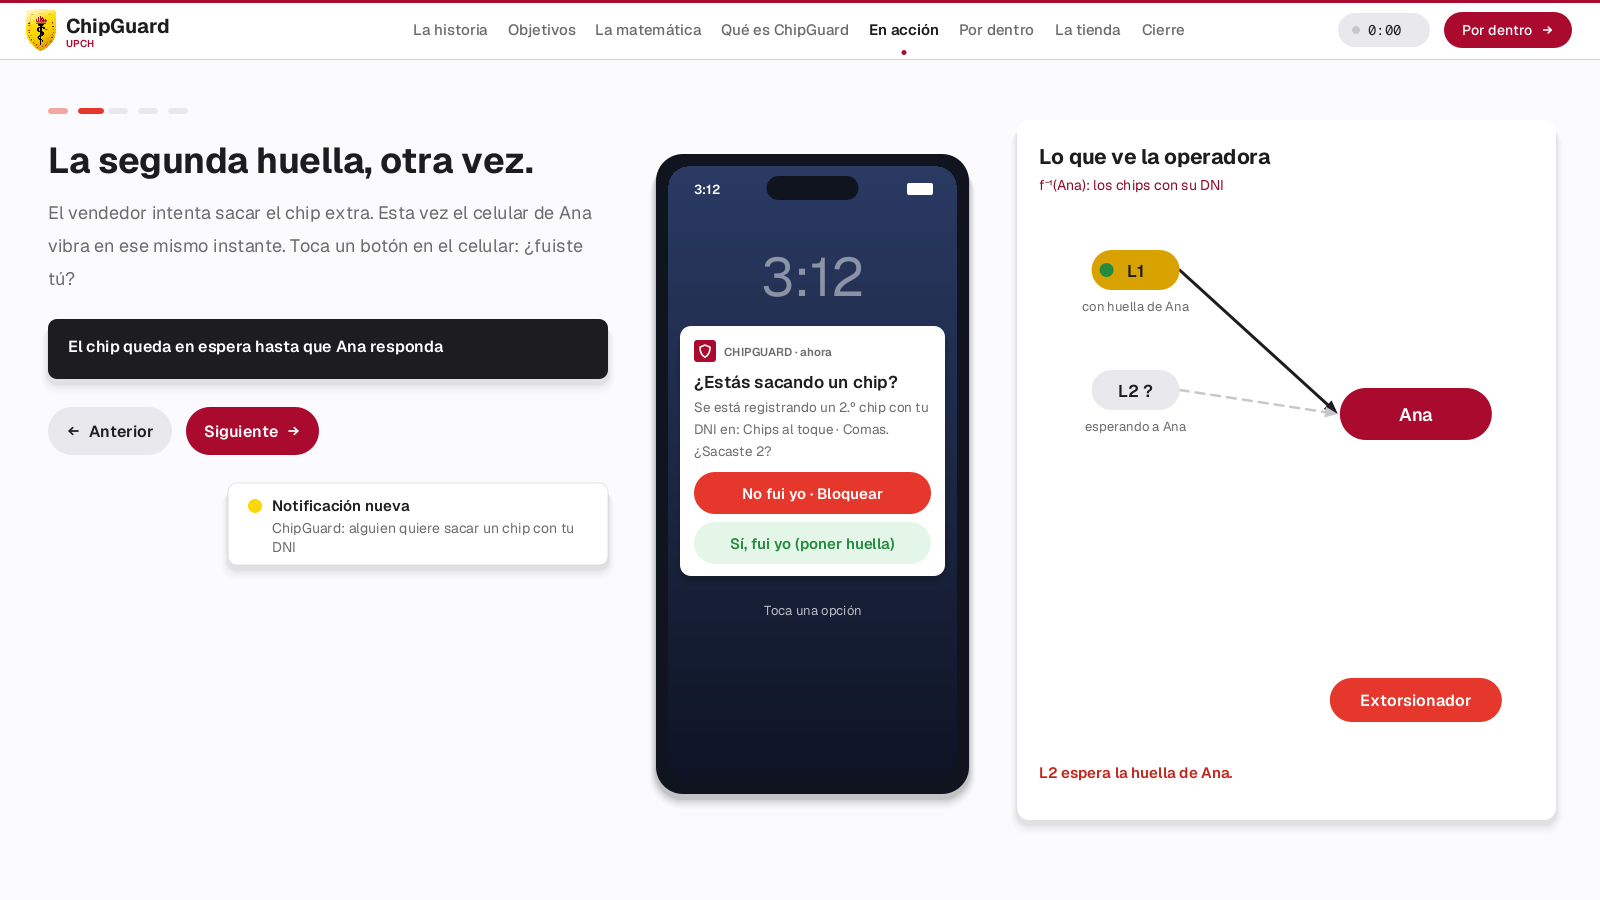 ChipGuard
UPCH
La historia
Objetivos
La matemática
Qué es ChipGuard
En acción
Por dentro
La tienda
Cierre
0:00
Por dentro →
La segunda huella, otra vez.
El vendedor intenta sacar el chip extra. Esta vez el celular de Ana
vibra en ese mismo instante. Toca un botón en el celular: ¿fuiste
tú?
El chip queda en espera hasta que Ana responda
← Anterior
Siguiente →
Notificación nueva
ChipGuard: alguien quiere sacar un chip con tu
DNI
3:12
3:12
CHIPGUARD · ahora
¿Estás sacando un chip?
Se está registrando un 2.º chip con tu
DNI en: Chips al toque · Comas.
¿Sacaste 2?
No fui yo · Bloquear
Sí, fui yo (poner huella)
Toca una opción
Lo que ve la operadora
f⁻¹(Ana): los chips con su DNI
L1
con huella de Ana
L2 ?
esperando a Ana
Ana
Extorsionador
L2 espera la huella de Ana.